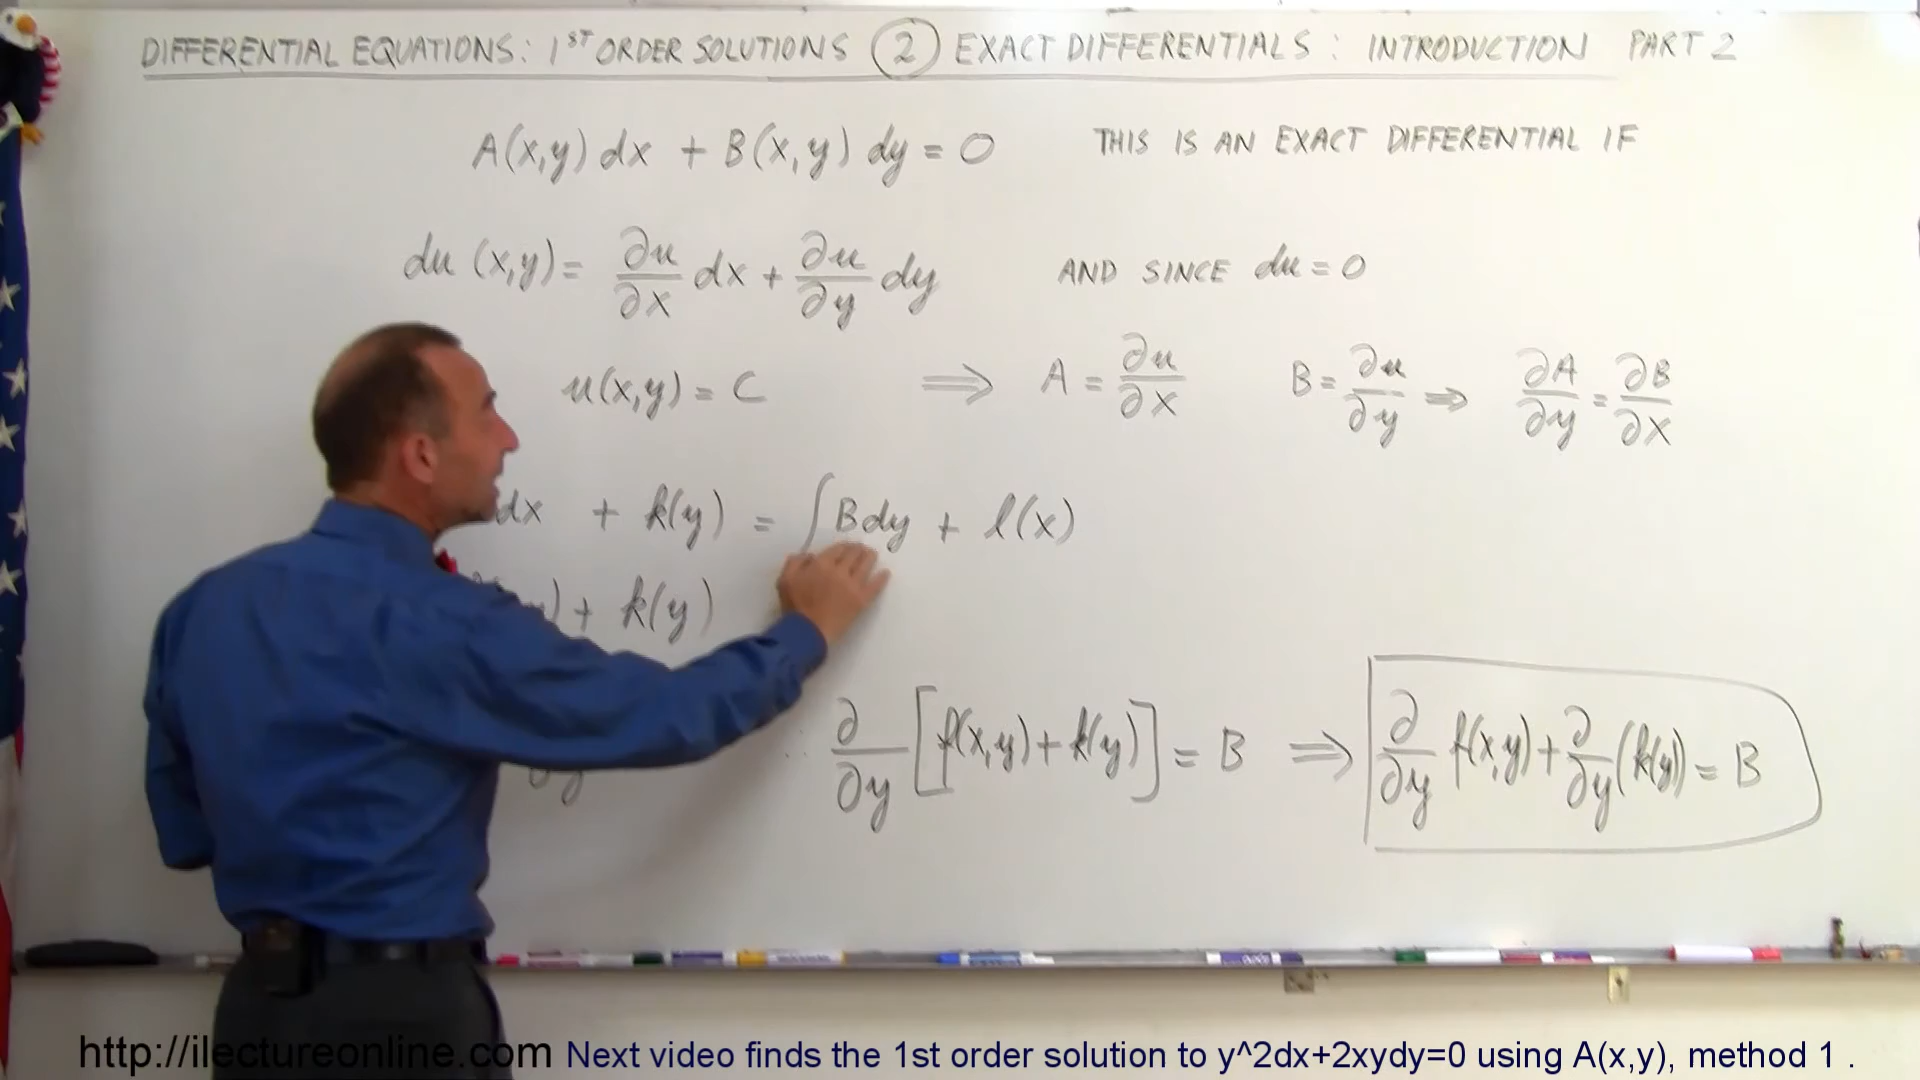 DIFFERENTIAL EQUATIONS: 1ST ORDER SOLUTIONS 2 EXACT DIFFERENTIALS: INTRODUCTION PART 2
A(x,y) dx + B(x,y) dy = 0 THIS IS AN EXACT DIFFERENTIAL IF
du (x,y) = ∂u/∂x dx + ∂u/∂y dy AND SINCE du = 0
u(x,y) = C ⇒ A = ∂u/∂x B = ∂u/∂y ⇒ ∂A/∂y = ∂B/∂x
dx + k(y) = ∫ B dy + l(x)
) + k(y)
∂y ∂/∂y [f(x,y) + k(y)] = B ⇒ ∂/∂y f(x,y) + ∂/∂y (k(y)) = B
http://ilectureonline.com Next video finds the 1st order solution to y^2dx+2xydy=0 using A(x,y), method 1 .